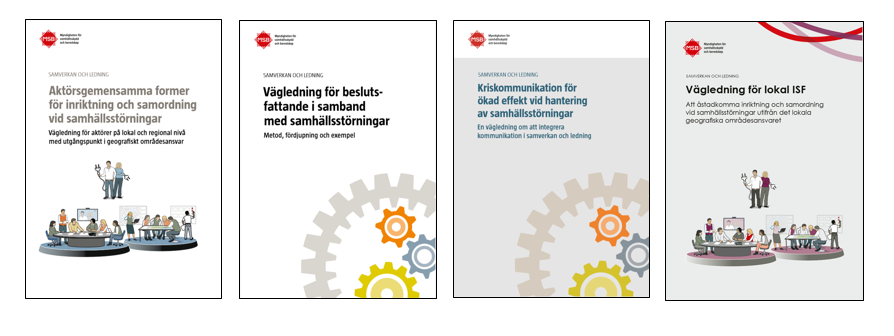 MSB
Myndigheten för
samhällsskydd
och beredskap
SAMVERKAN OCH LEDNING
Aktörsgemensamma former
för inriktning och samordning
vid samhällsstörningar
Vägledning för aktörer på lokal och regional nivå
med utgångspunkt i geografiskt områdesansvar
MSB
Myndigheten för
samhällsskydd
och beredskap
SAMVERKAN OCH LEDNING
Vägledning för besluts-
fattande i samband
med samhällsstörningar
Metod, fördjupning och exempel
MSB
Myndigheten för
samhällsskydd
och beredskap
SAMVERKAN OCH LEDNING
Kriskommunikation för
ökad effekt vid hantering
av samhällsstörningar
En vägledning om att integrera
kommunikation i samverkan och ledning
MSB
Myndigheten för
samhällsskydd
och beredskap
SAMVERKAN OCH LEDNING
Vägledning för lokal ISF
Att åstadkomma inriktning och samordning
vid samhällsstörningar utifrån det lokala
geografiska områdesansvaret